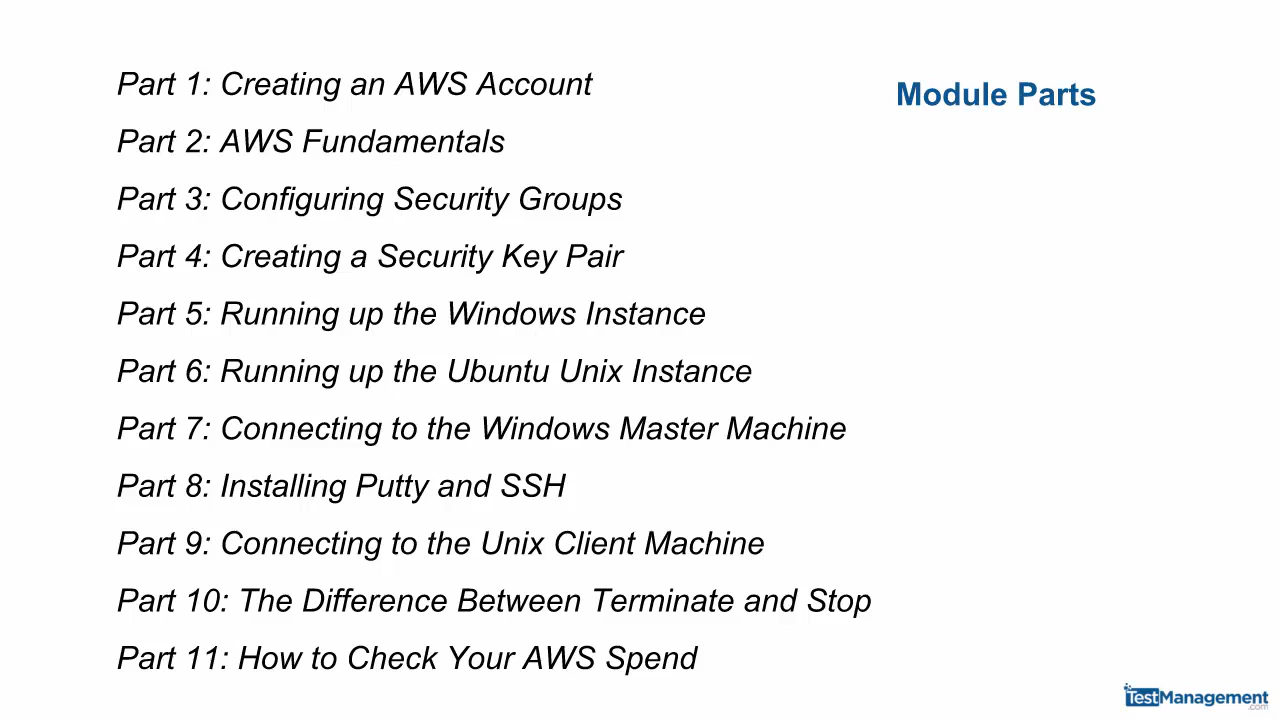 Module Parts
Part 1: Creating an AWS Account
Part 2: AWS Fundamentals
Part 3: Configuring Security Groups
Part 4: Creating a Security Key Pair
Part 5: Running up the Windows Instance
Part 6: Running up the Ubuntu Unix Instance
Part 7: Connecting to the Windows Master Machine
Part 8: Installing Putty and SSH
Part 9: Connecting to the Unix Client Machine
Part 10: The Difference Between Terminate and Stop
Part 11: How to Check Your AWS Spend
TestManagement
.com